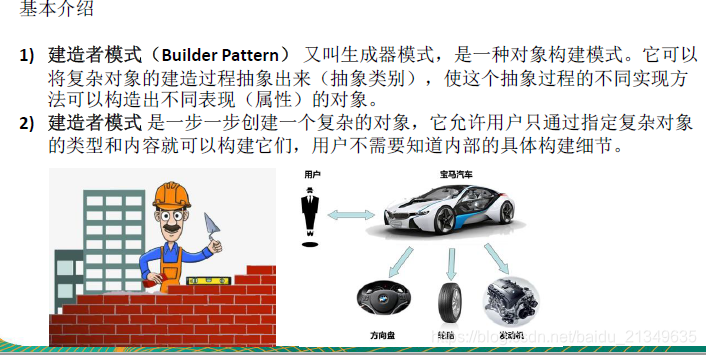 基本介绍
1) 建造者模式（Builder Pattern） 又叫生成器模式，是一种对象构建模式。它可以
将复杂对象的建造过程抽象出来（抽象类别），使这个抽象过程的不同实现方
法可以构造出不同表现（属性）的对象。
2) 建造者模式 是一步一步创建一个复杂的对象，它允许用户只通过指定复杂对象
的类型和内容就可以构建它们，用户不需要知道内部的具体构建细节。
用户
宝马汽车
方向盘
轮胎
发动机
https://blog.csdn.net/baidu_21349635